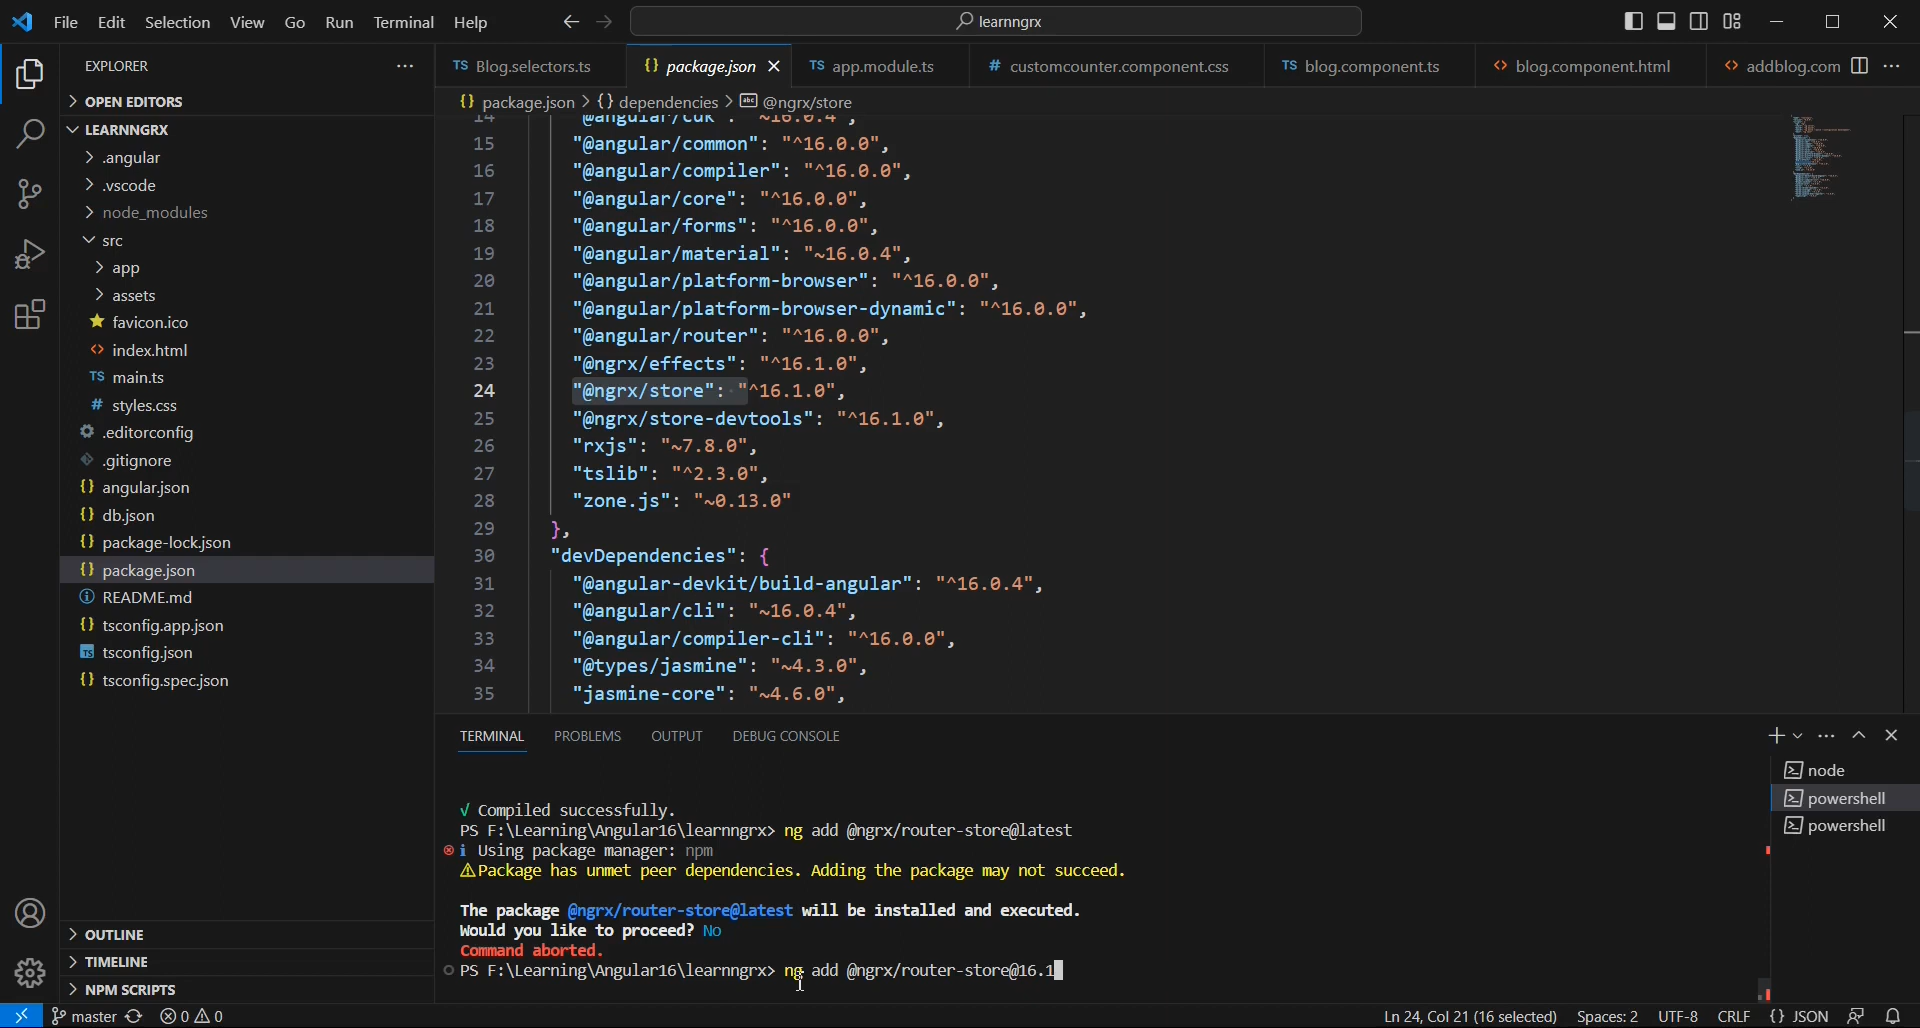 File Edit Selection View Go Run Terminal Help
learnngrx
EXPLORER
OPEN EDITORS
LEARNNGRX
.angular
.vscode
node_modules
src
app
assets
favicon.ico
<> index.html
TS main.ts
# styles.css
.editorconfig
.gitignore
{} angular.json
{} db.json
{} package-lock.json
{} package.json
README.md
{} tsconfig.app.json
TS tsconfig.json
{} tsconfig.spec.json
OUTLINE
TIMELINE
NPM SCRIPTS
TS Blog.selectors.ts
{} package.json
TS app.module.ts
# customcounter.component.css
TS blog.component.ts
<> blog.component.html
<> addblog.com
{} package.json > {} dependencies > abc @ngrx/store
14 "@angular/cdk": "~16.0.4",
15 "@angular/common": "^16.0.0",
16 "@angular/compiler": "^16.0.0",
17 "@angular/core": "^16.0.0",
18 "@angular/forms": "^16.0.0",
19 "@angular/material": "~16.0.4",
20 "@angular/platform-browser": "^16.0.0",
21 "@angular/platform-browser-dynamic": "^16.0.0",
22 "@angular/router": "^16.0.0",
23 "@ngrx/effects": "^16.1.0",
24 "@ngrx/store": "^16.1.0",
25 "@ngrx/store-devtools": "^16.1.0",
26 "rxjs": "~7.8.0",
27 "tslib": "^2.3.0",
28 "zone.js": "~0.13.0"
29 },
30 "devDependencies": {
31 "@angular-devkit/build-angular": "^16.0.4",
32 "@angular/cli": "~16.0.4",
33 "@angular/compiler-cli": "^16.0.0",
34 "@types/jasmine": "~4.3.0",
35 "jasmine-core": "~4.6.0",
TERMINAL PROBLEMS OUTPUT DEBUG CONSOLE
√ Compiled successfully.
PS F:\Learning\Angular16\learnngrx> ng add @ngrx/router-store@latest
i Using package manager: npm
⚠Package has unmet peer dependencies. Adding the package may not succeed.
The package @ngrx/router-store@latest will be installed and executed.
Would you like to proceed? No
Command aborted.
PS F:\Learning\Angular16\learnngrx> ng add @ngrx/router-store@16.1
node
powershell
powershell
master 0 0
Ln 24, Col 21 (16 selected) Spaces: 2 UTF-8 CRLF {} JSON